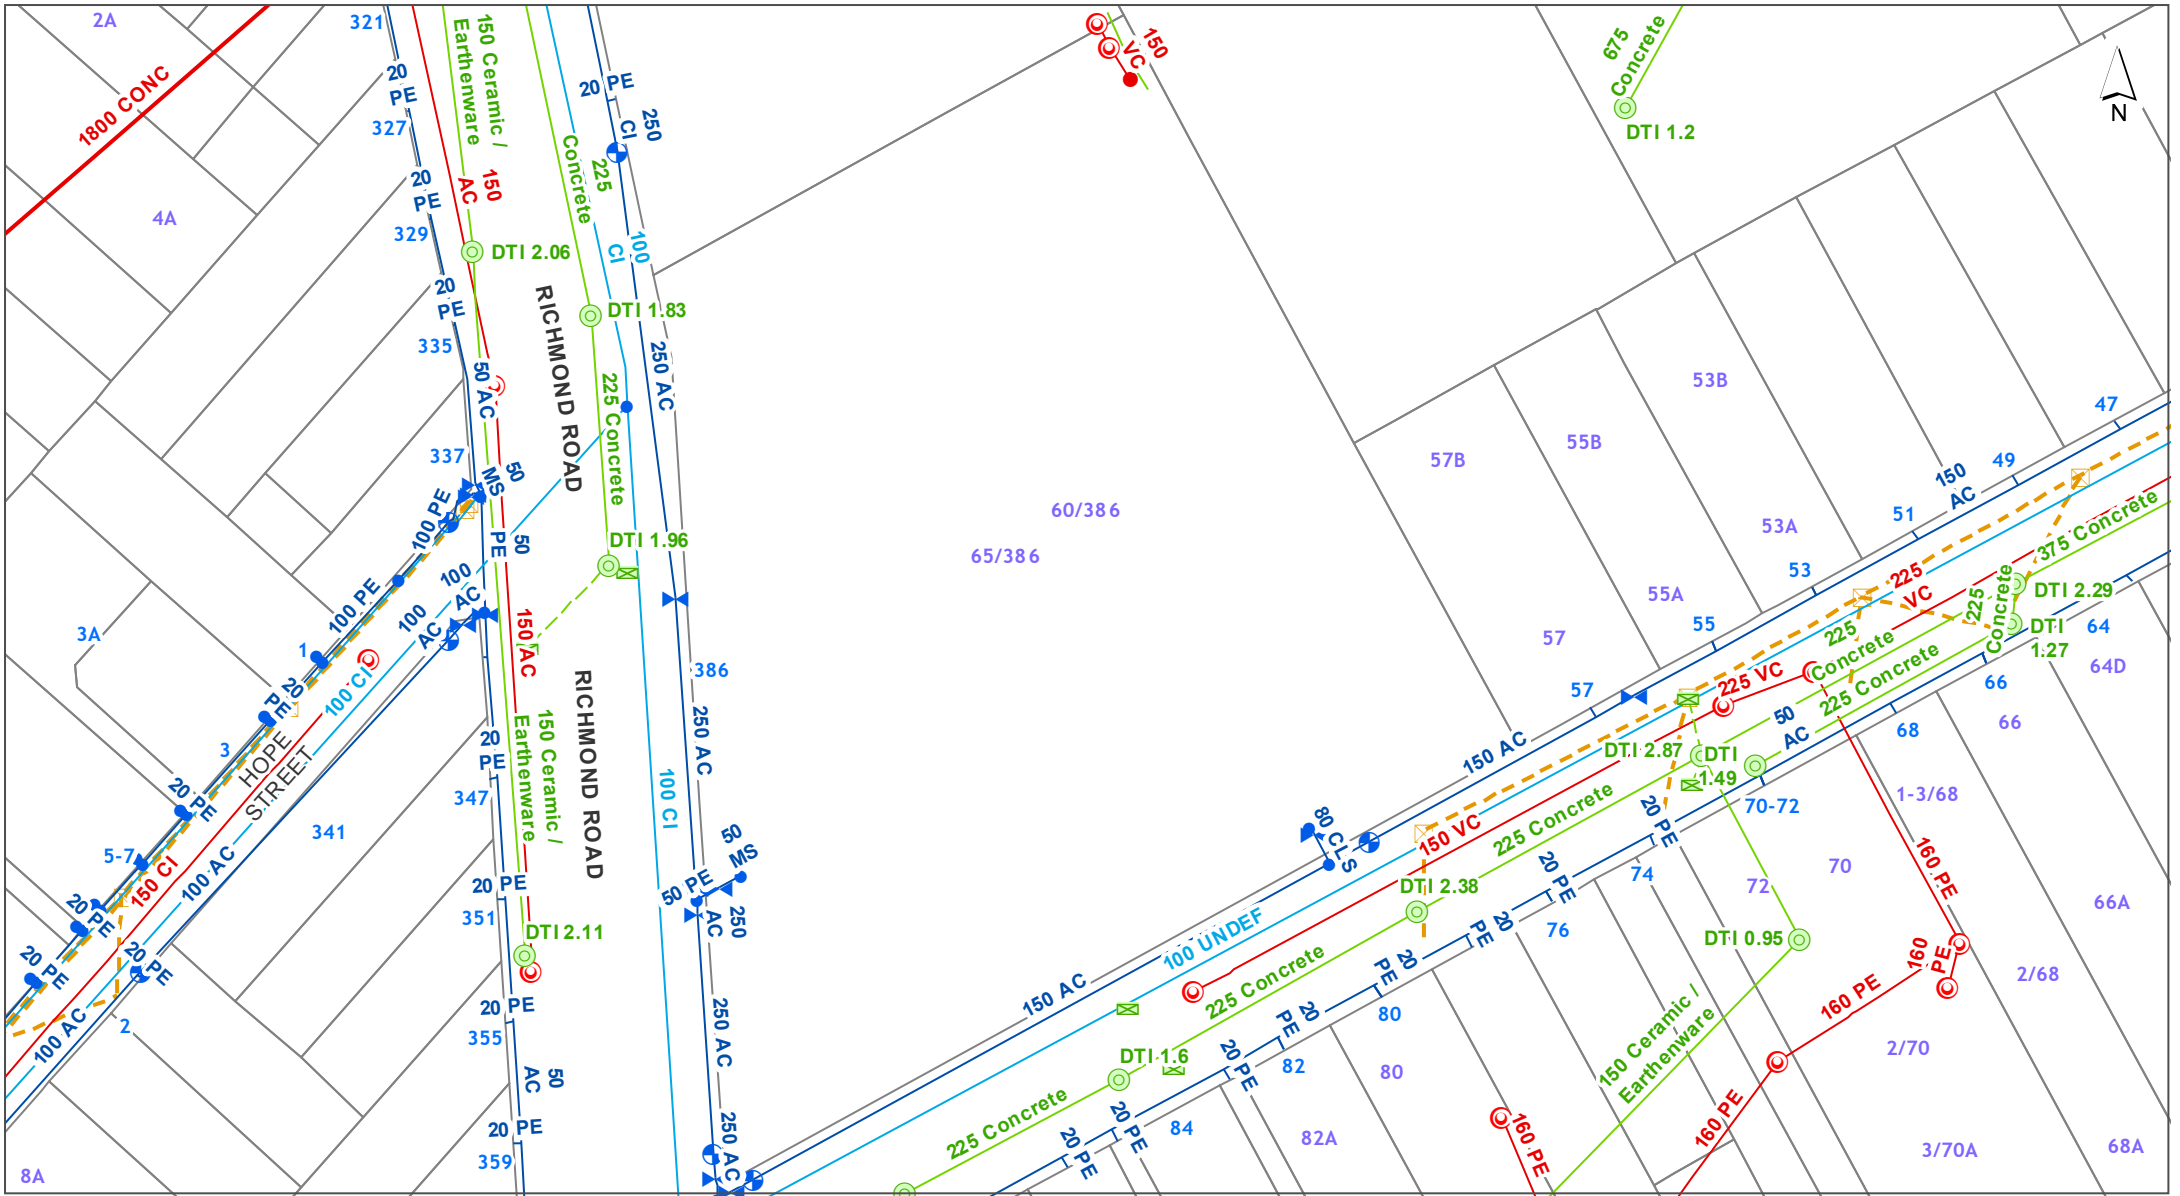 2A
321
150 Ceramic /
Earthenware
20 PE
250
CI
150
VC
675
Concrete
DTI 1.2
N
1800 CONC
20
PE
327
225
Concrete
150
AC
20
PE
4A
329
DTI 2.06
100
CI
20
PE
DTI 1.83
RICHMOND ROAD
335
50 AC
250 AC
225 Concrete
53B
47
55B
57B
49
150
AC
337
50
MS
100 PE
60/386
53A
51
375 Concrete
50
PE
DTI 1.96
65/386
53
225
VC
225
Concrete
DTI 2.29
100
AC
100 PE
55A
55
225
Concrete
DTI
1.27
64
64D
3A
1
100
AC
150 AC
57
57
225 VC
225 Concrete
66
66
386
20
PE
100 CI
RICHMOND ROAD
250 AC
50
AC
68
3
HOPE
STREET
20
PE
150 Ceramic /
Earthenware
150 AC
DTI 2.87
DTI
1.49
20 PE
347
100 CI
70-72
1-3/68
341
50
MS
80 CLS
150 VC
225 Concrete
20 PE
5-7
150 CI
100 AC
20 PE
50 PE
DTI 2.38
20 PE
74
72
70
160 PE
20 PE
351
250
AC
66A
DTI 2.11
100 UNDEF
20
PE
76
DTI 0.95
160
PE
20 PE
20 PE
20
PE
2/68
150 AC
225 Concrete
160 PE
20 PE
2
355
250 AC
20
PE
80
150 Ceramic /
Earthenware
100 AC
DTI 1.6
20 PE
82
80
2/70
50
AC
225 Concrete
20 PE
84
82A
160 PE
160 PE
20 PE
359
250 AC
20 PE
3/70A
68A
8A